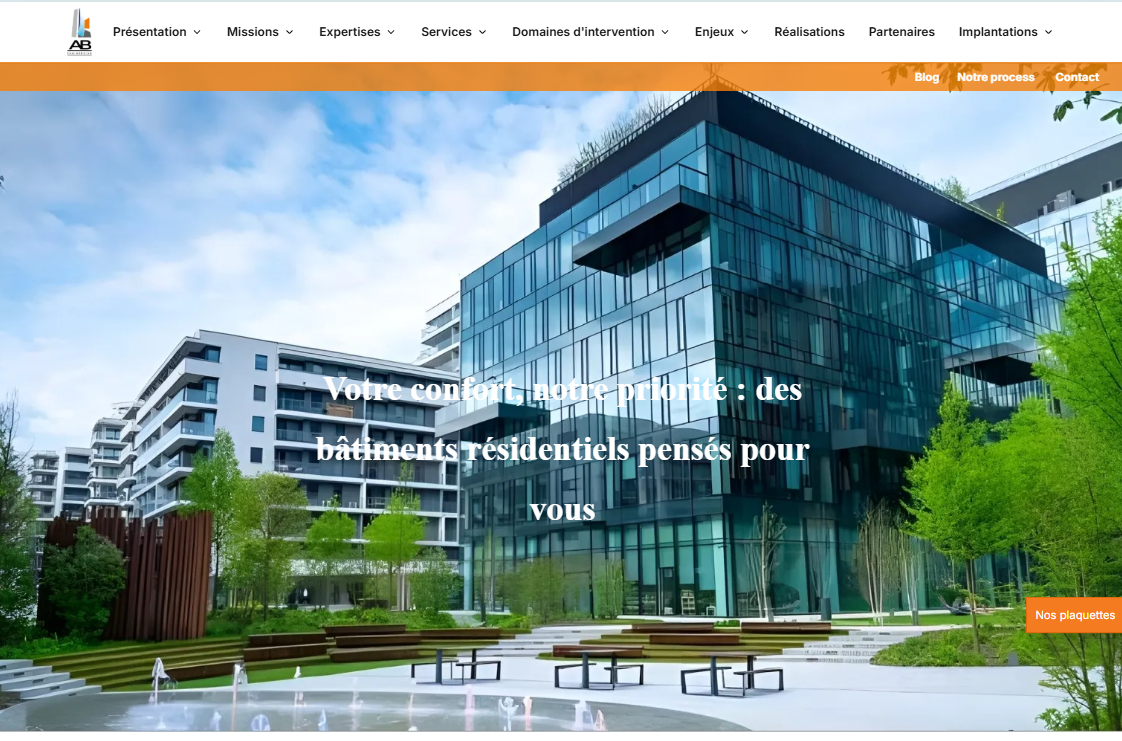 AB
Présentation
Missions
Expertises
Services
Domaines d'intervention
Enjeux
Réalisations
Partenaires
Implantations
Blog
Notre process
Contact
Votre confort, notre priorité : des
bâtiments résidentiels pensés pour
vous
Nos plaquettes